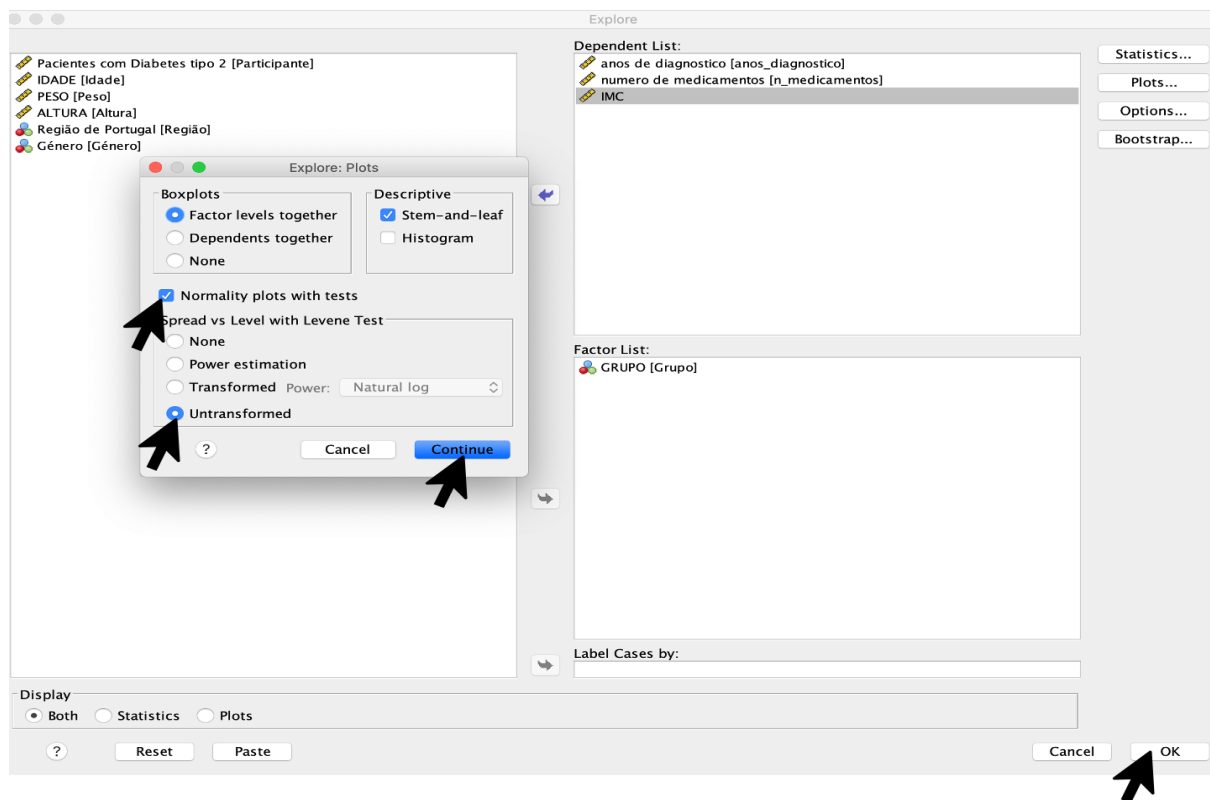 Explore
Pacientes com Diabetes tipo 2 [Participante]
IDADE [Idade]
PESO [Peso]
ALTURA [Altura]
Região de Portugal [Região]
Género [Género]
Explore: Plots
Boxplots
Factor levels together
Dependents together
None
Descriptive
Stem-and-leaf
Histogram
Normality plots with tests
Spread vs Level with Levene Test
None
Power estimation
Transformed Power: Natural log
Untransformed
? Cancel Continue
Dependent List:
anos de diagnostico [anos_diagnostico]
numero de medicamentos [n_medicamentos]
IMC
Factor List:
GRUPO [Grupo]
Label Cases by:
Statistics...
Plots...
Options...
Bootstrap...
Display
Both Statistics Plots
? Reset Paste Cancel OK